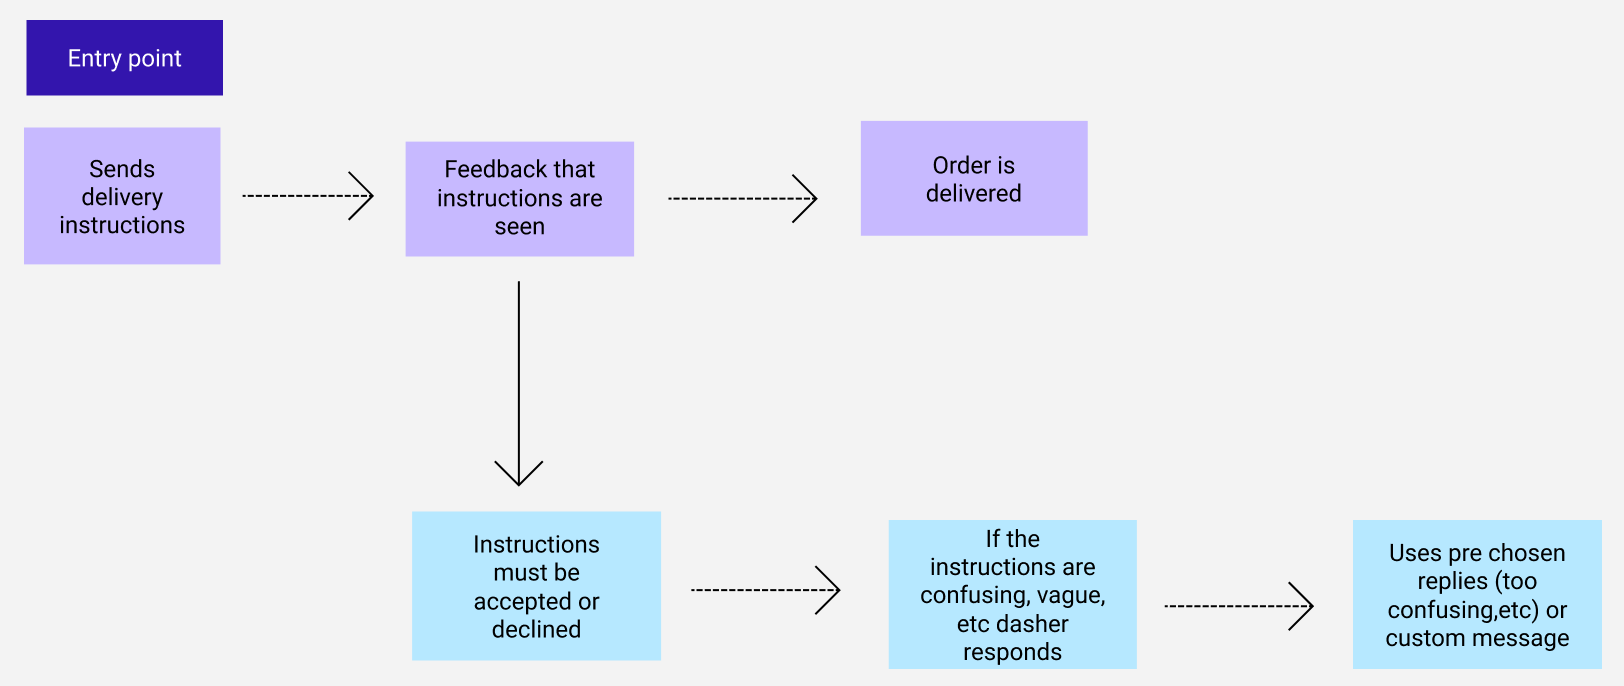 Entry point
Sends
delivery
instructions
Feedback that
instructions are
seen
Order is
delivered
Instructions
must be
accepted or
declined
If the
instructions are
confusing, vague,
etc dasher
responds
Uses pre chosen
replies (too
confusing,etc) or
custom message